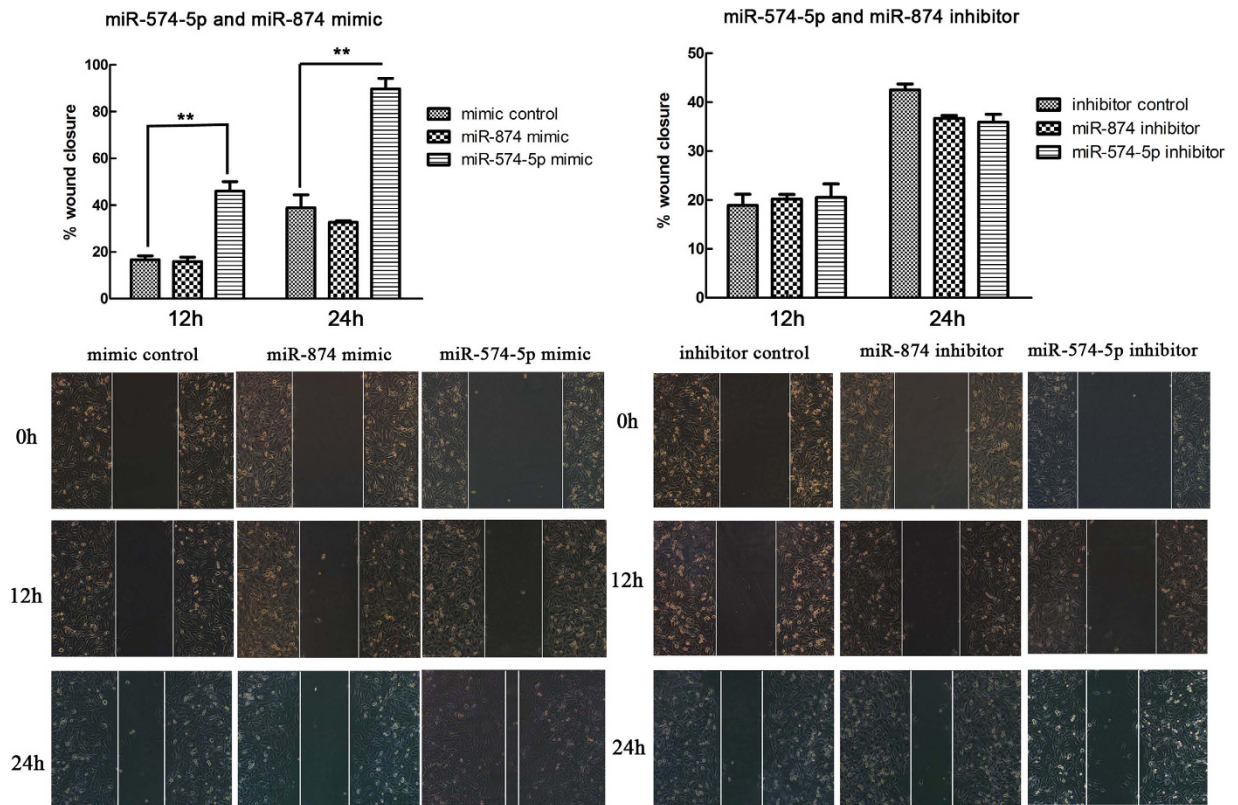 miR-574-5p and miR-874 mimic
% wound closure
100
80
60
40
20
0
**
**
12h
24h
mimic control
miR-874 mimic
miR-574-5p mimic
miR-574-5p and miR-874 inhibitor
% wound closure
50
40
30
20
10
0
12h
24h
inhibitor control
miR-874 inhibitor
miR-574-5p inhibitor
mimic control
miR-874 mimic
miR-574-5p mimic
0h
12h
24h
inhibitor control
miR-874 inhibitor
miR-574-5p inhibitor
0h
12h
24h